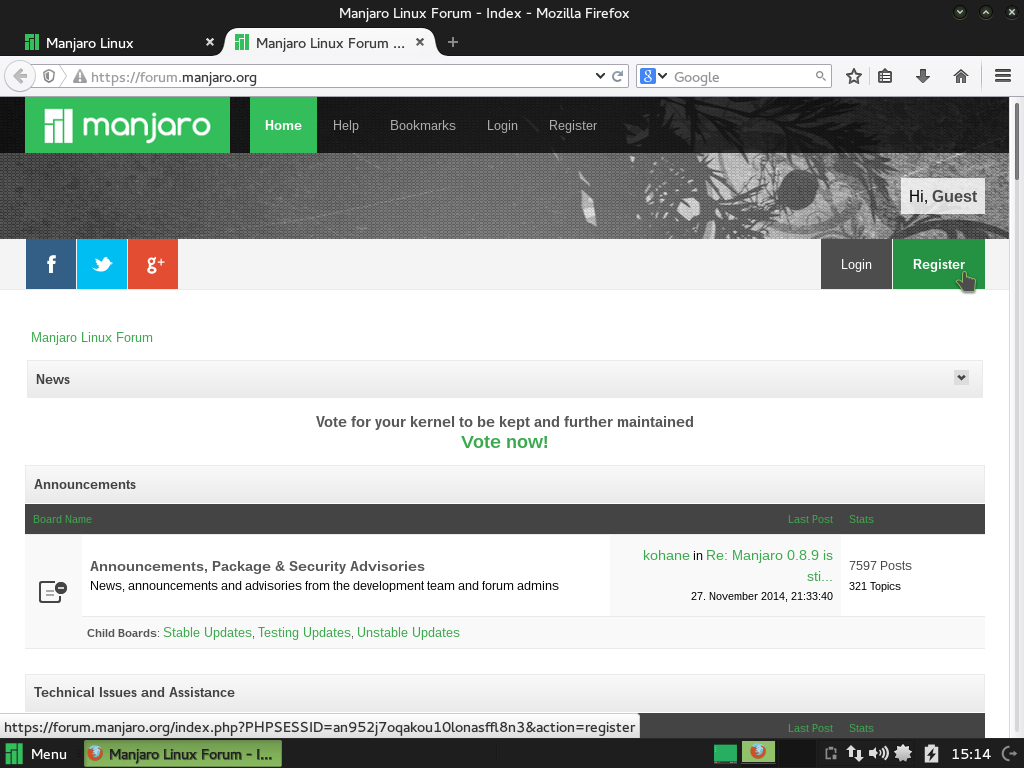 Manjaro Linux Forum - Index - Mozilla Firefox
Manjaro Linux
Manjaro Linux Forum ...
https://forum.manjaro.org
Google
manjaro
Home
Help
Bookmarks
Login
Register
Hi, Guest
f
g+
Login
Register
Manjaro Linux Forum
News
Vote for your kernel to be kept and further maintained
Vote now!
Announcements
Board Name
Last Post
Stats
Announcements, Package & Security Advisories
News, announcements and advisories from the development team and forum admins
kohane in Re: Manjaro 0.8.9 is
sti...
27. November 2014, 21:33:40
7597 Posts
321 Topics
Child Boards: Stable Updates, Testing Updates, Unstable Updates
Technical Issues and Assistance
Last Post
Stats
https://forum.manjaro.org/index.php?PHPSESSID=an952j7oqakou10lonasffl8n3&action=register
Menu
Manjaro Linux Forum - I...
15:14